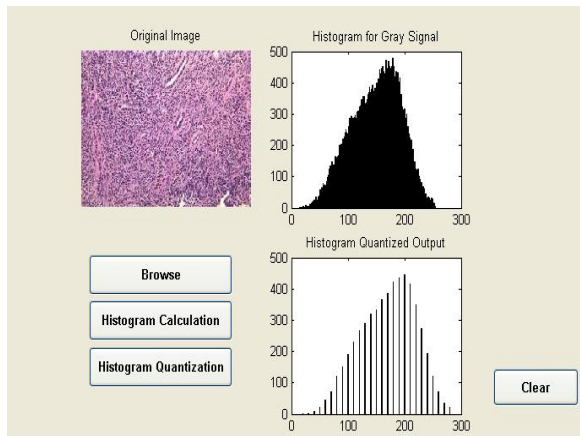 Original Image
Histogram for Gray Signal
500
400
300
200
100
0
0 100 200 300
Histogram Quantized Output
500
400
300
200
100
0
0 100 200 300
Browse
Histogram Calculation
Histogram Quantization
Clear